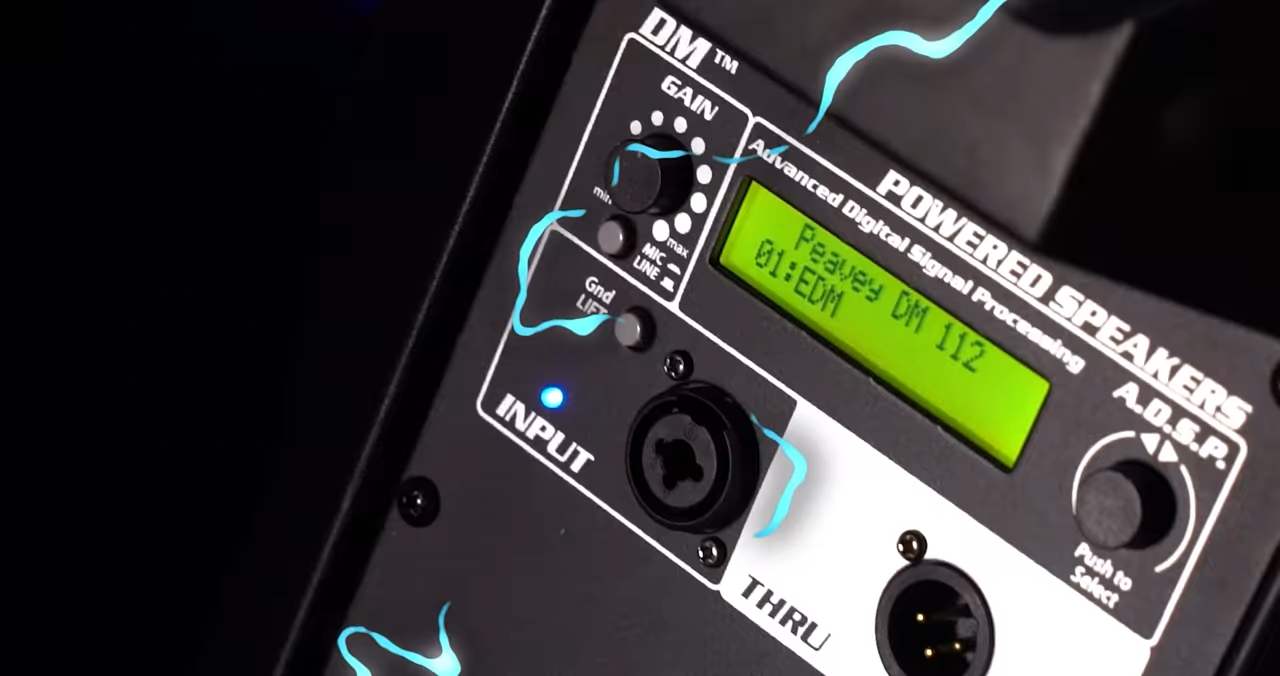 DM™
GAIN
min
max
MIC
LINE
POWERED SPEAKERS
Advanced Digital Signal Processing
Peavey DM 112
01:EDM
A.D.S.P.
Push to
Select
Gnd
LIFT
INPUT
THRU